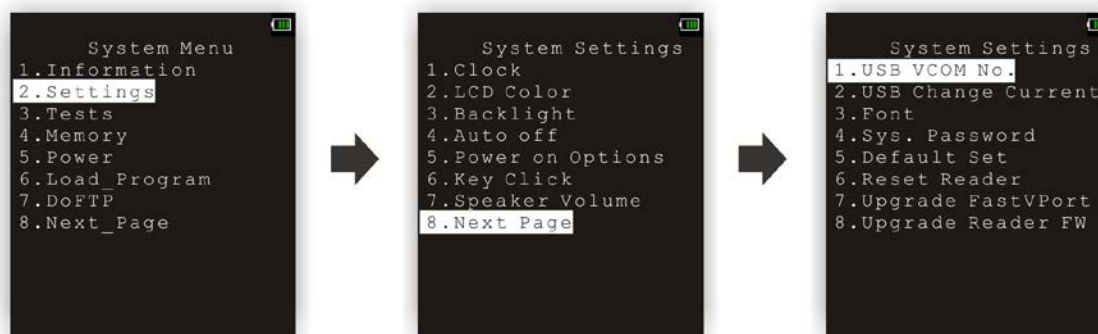 System Menu
1.Information
2.Settings
3.Tests
4.Memory
5.Power
6.Load_Program
7.DoFTP
8.Next_Page
System Settings
1.Clock
2.LCD Color
3.Backlight
4.Auto off
5.Power on Options
6.Key Click
7.Speaker Volume
8.Next Page
System Settings
1.USB VCOM No.
2.USB Change Current
3.Font
4.Sys. Password
5.Default Set
6.Reset Reader
7.Upgrade FastVPort
8.Upgrade Reader FW